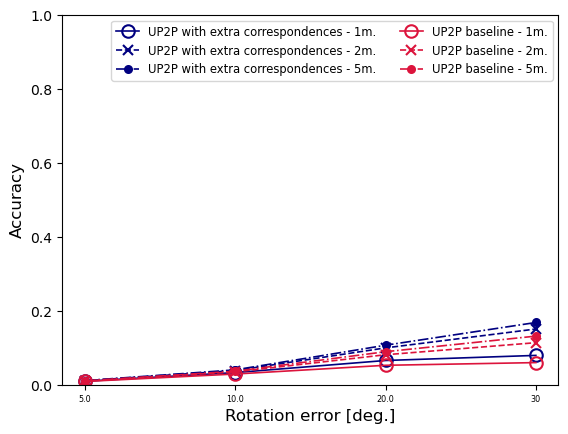 UP2P with extra correspondences - 1m.
UP2P with extra correspondences - 2m.
UP2P with extra correspondences - 5m.
UP2P baseline - 1m.
UP2P baseline - 2m.
UP2P baseline - 5m.
Accuracy
1.0
0.8
0.6
0.4
0.2
0.0
5.0 10.0 20.0 30
Rotation error [deg.]